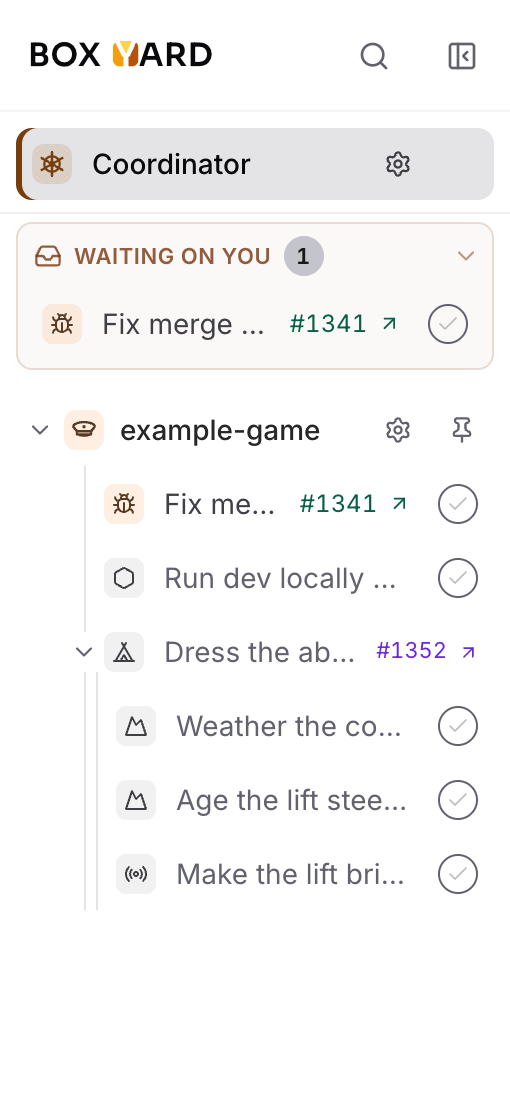 BOX YARD
Coordinator
WAITING ON YOU 1
Fix merge ... #1341
example-game
Fix me... #1341
Run dev locally ...
Dress the ab... #1352
Weather the co...
Age the lift stee...
Make the lift bri...